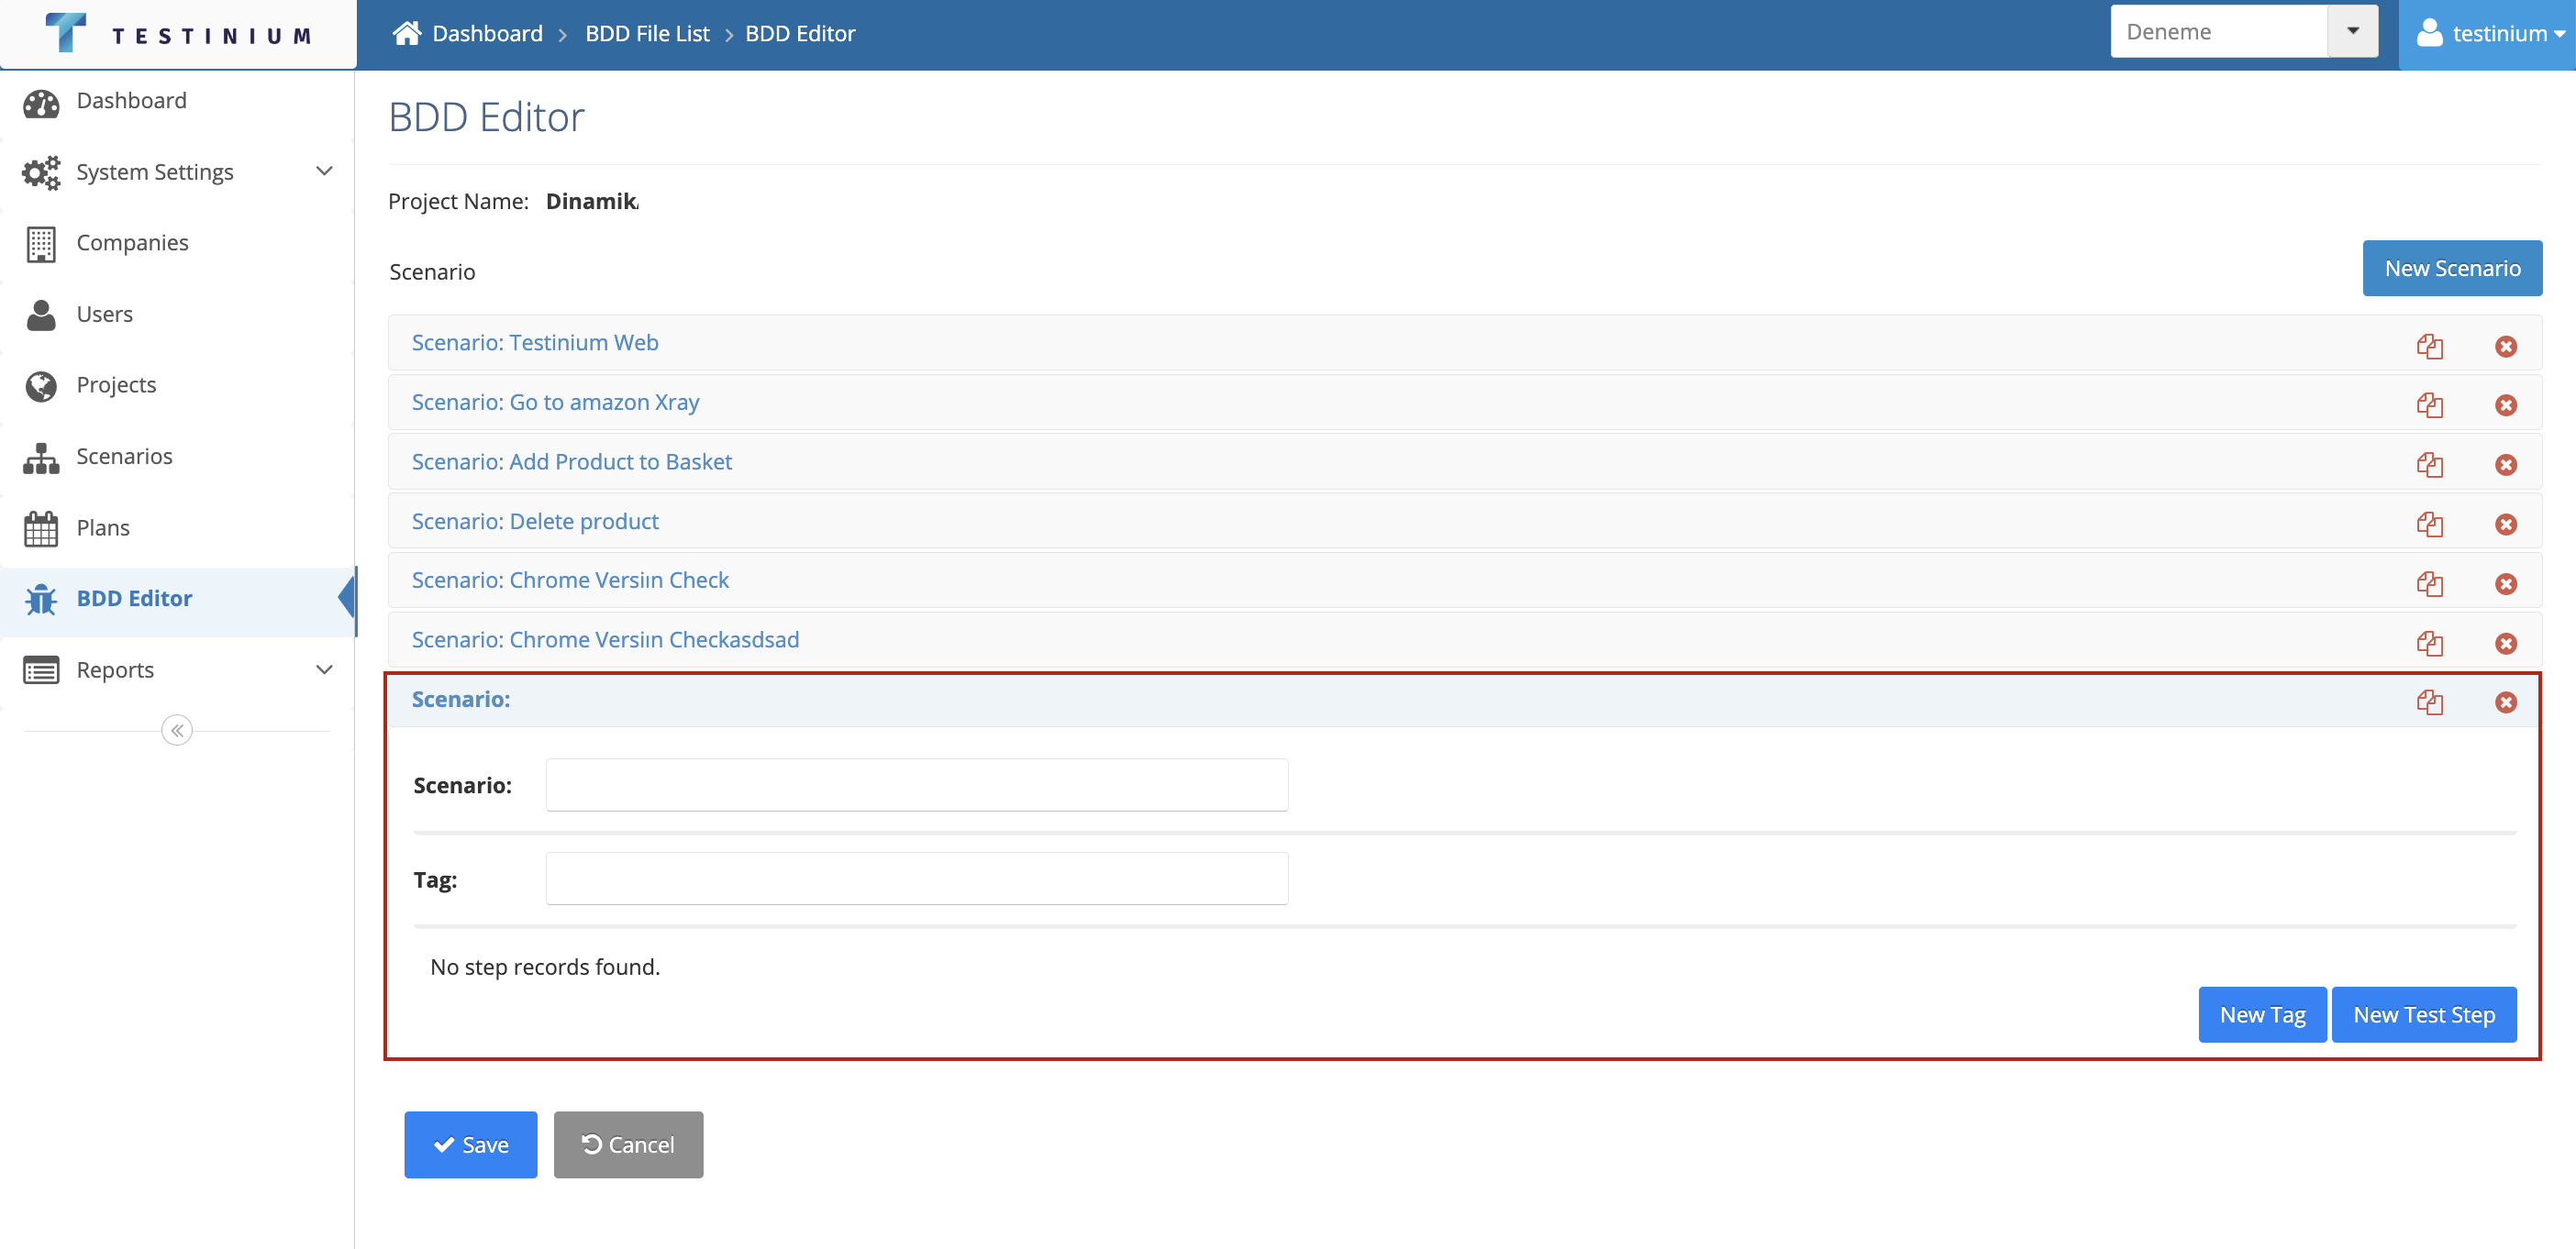 TESTINIUM
Dashboard > BDD File List > BDD Editor
Deneme
testinium
Dashboard
System Settings
Companies
Users
Projects
Scenarios
Plans
BDD Editor
Reports
BDD Editor
Project Name: Dinamik
Scenario
New Scenario
Scenario: Testinium Web
Scenario: Go to amazon Xray
Scenario: Add Product to Basket
Scenario: Delete product
Scenario: Chrome Versiın Check
Scenario: Chrome Versiın Checkasdsad
Scenario:
Scenario:
Tag:
No step records found.
New Tag
New Test Step
Save
Cancel